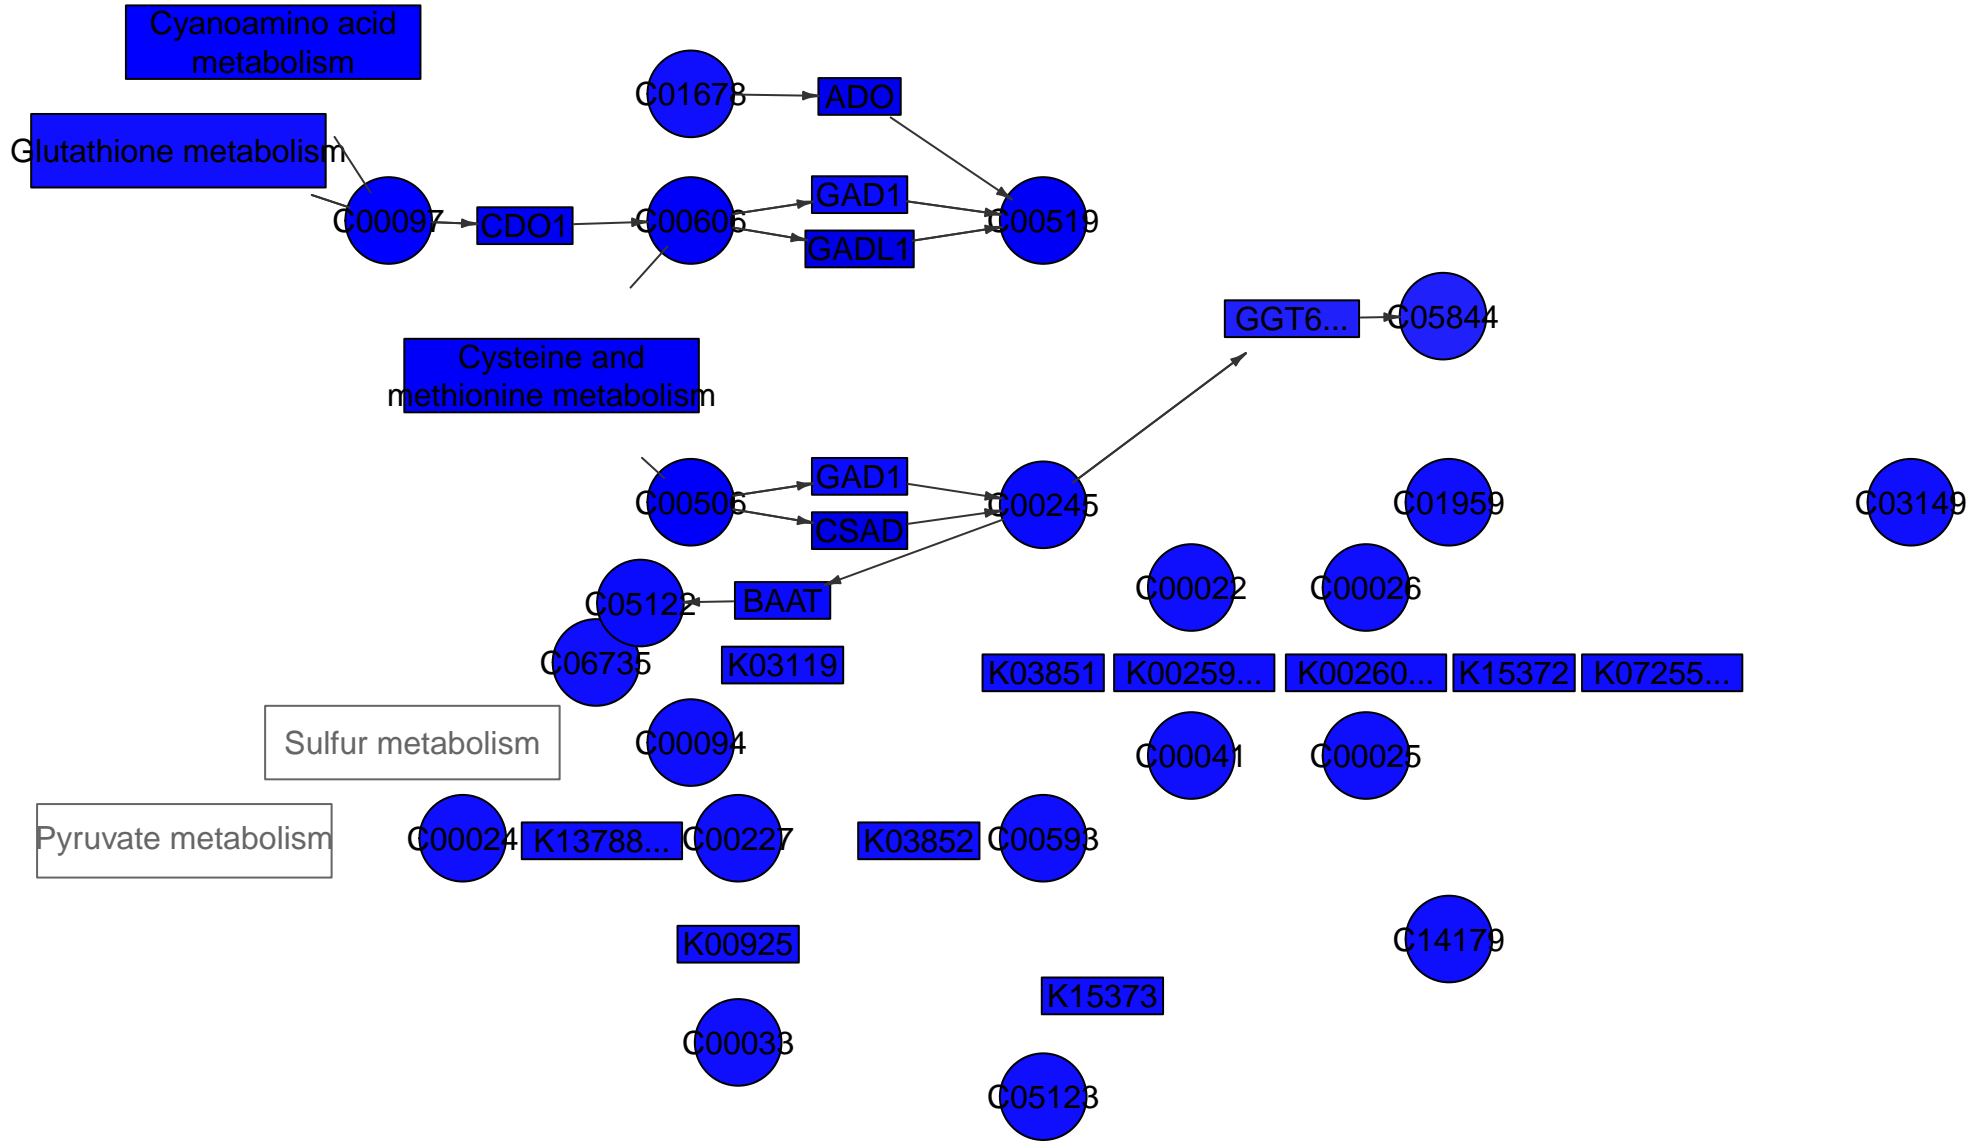 Cyanoamino acid
metabolism
C01678
ADO
Glutathione metabolism
C00097
CDO1
C00606
GAD1
GADL1
C00519
GGT6...
C05844
Cysteine and
methionine metabolism
C00506
GAD1
CSAD
C00245
C01959
C03149
C05122
BAAT
C00022
C00026
C06735
K03119
K03851
K00259...
K00260...
K15372
K07255...
Sulfur metabolism
C00094
C00041
C00025
Pyruvate metabolism
C00024
K13788...
C00227
K03852
C00593
K00925
C14179
K15373
C00033
C05123